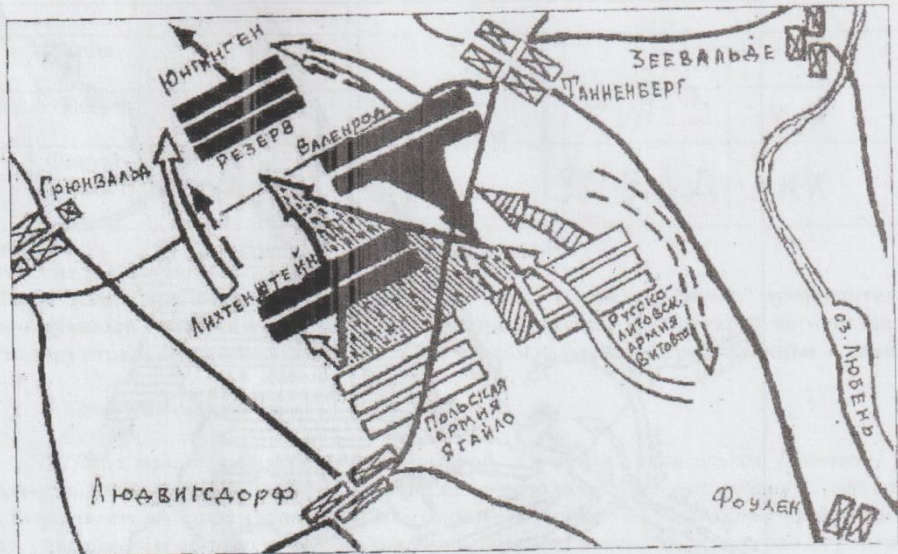 Юнгинген
Зеевальде
Танненберг
резерв
Валенрод
Грюнвальд
Лихтенштейн
Русско-
литовск.
армия
Витовта
оз. Любень
Польская
армия
Ягайло
Людвигсдорф
Фоулен